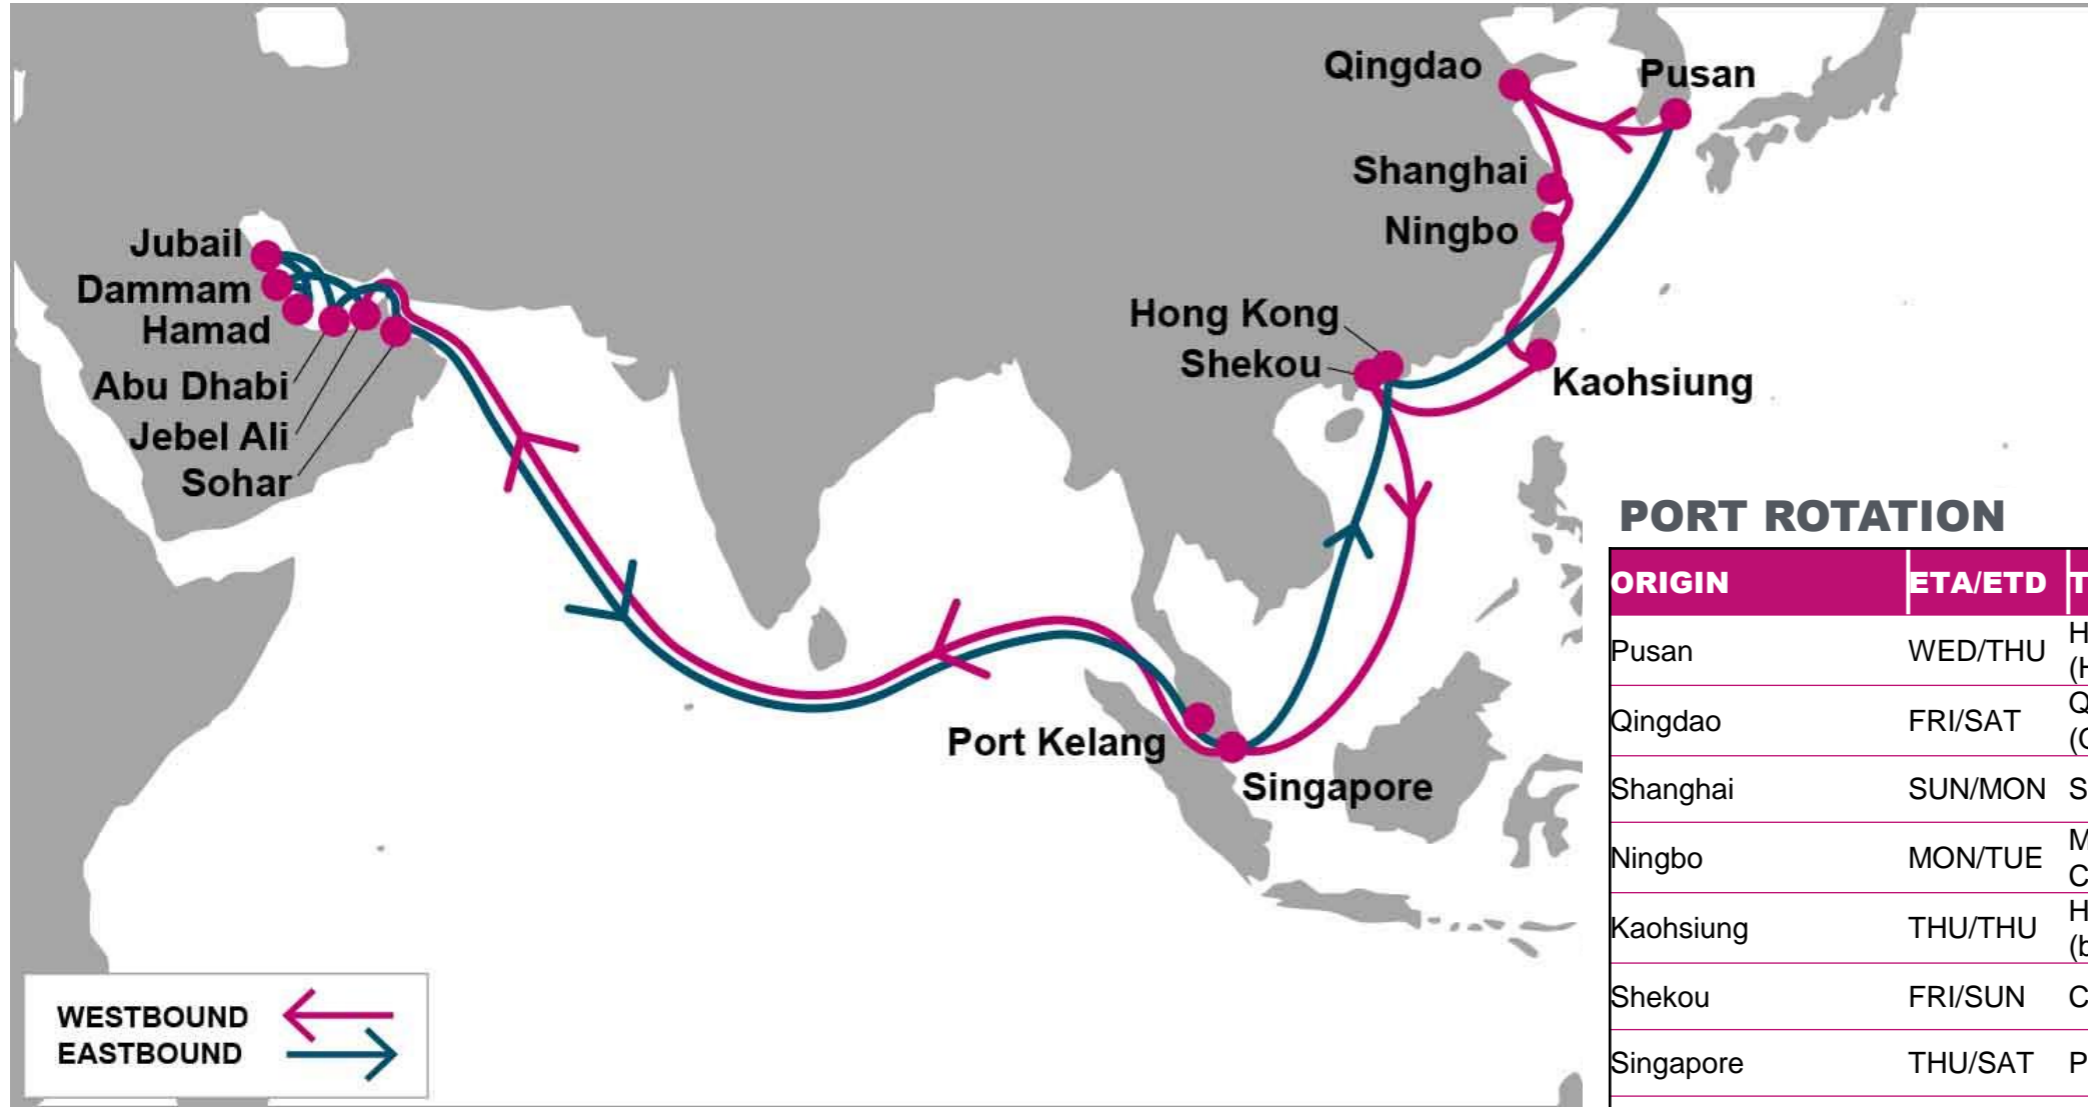 Qingdao
Pusan
Shanghai
Ningbo
Jubail
Dammam
Hamad
Abu Dhabi
Jebel Ali
Sohar
Hong Kong
Shekou
Kaohsiung
Port Kelang
Singapore
WESTBOUND
EASTBOUND
PORT ROTATION
ORIGIN ETA/ETD
Pusan WED/THU
Qingdao FRI/SAT
Shanghai SUN/MON
Ningbo MON/TUE
Kaohsiung THU/THU
Shekou FRI/SUN
Singapore THU/SAT